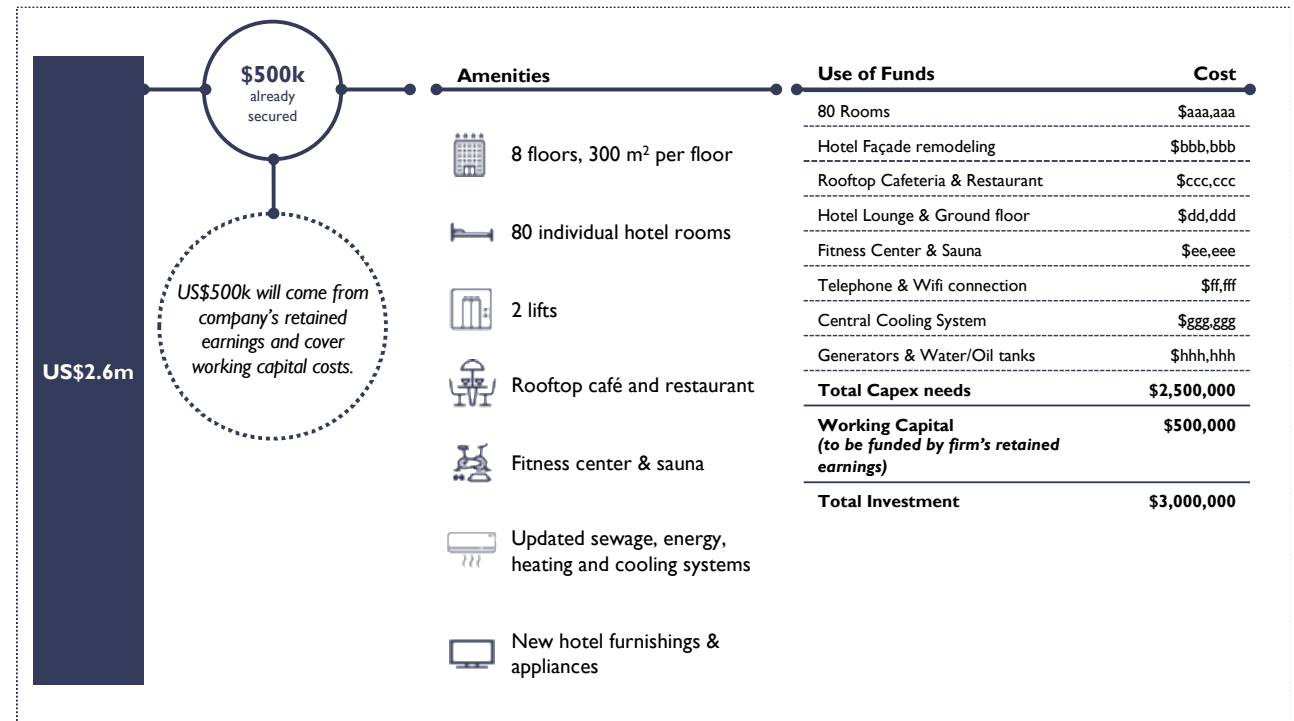 US$2.6m
$500k
already
secured
US$500k will come from
company's retained
earnings and cover
working capital costs.
Amenities
8 floors, 300 m² per floor
80 individual hotel rooms
2 lifts
Rooftop café and restaurant
Fitness center & sauna
Updated sewage, energy,
heating and cooling systems
New hotel furnishings &
appliances
Use of Funds Cost
80 Rooms $aaa,aaa
Hotel Façade remodeling $bbb,bbb
Rooftop Cafeteria & Restaurant $ccc,ccc
Hotel Lounge & Ground floor $dd,ddd
Fitness Center & Sauna $ee,eee
Telephone & Wifi connection $ff,fff
Central Cooling System $ggg,ggg
Generators & Water/Oil tanks $hhh,hhh
Total Capex needs $2,500,000
Working Capital $500,000
(to be funded by firm's retained
earnings)
Total Investment $3,000,000